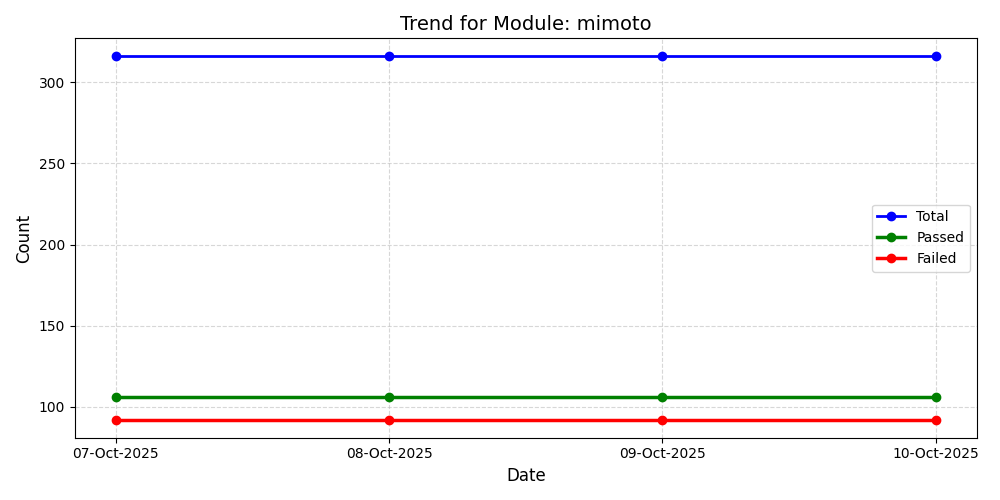 Trend for Module: mimoto
Count
300
250
200
150
100
Total
Passed
Failed
07-Oct-2025
08-Oct-2025
09-Oct-2025
10-Oct-2025
Date